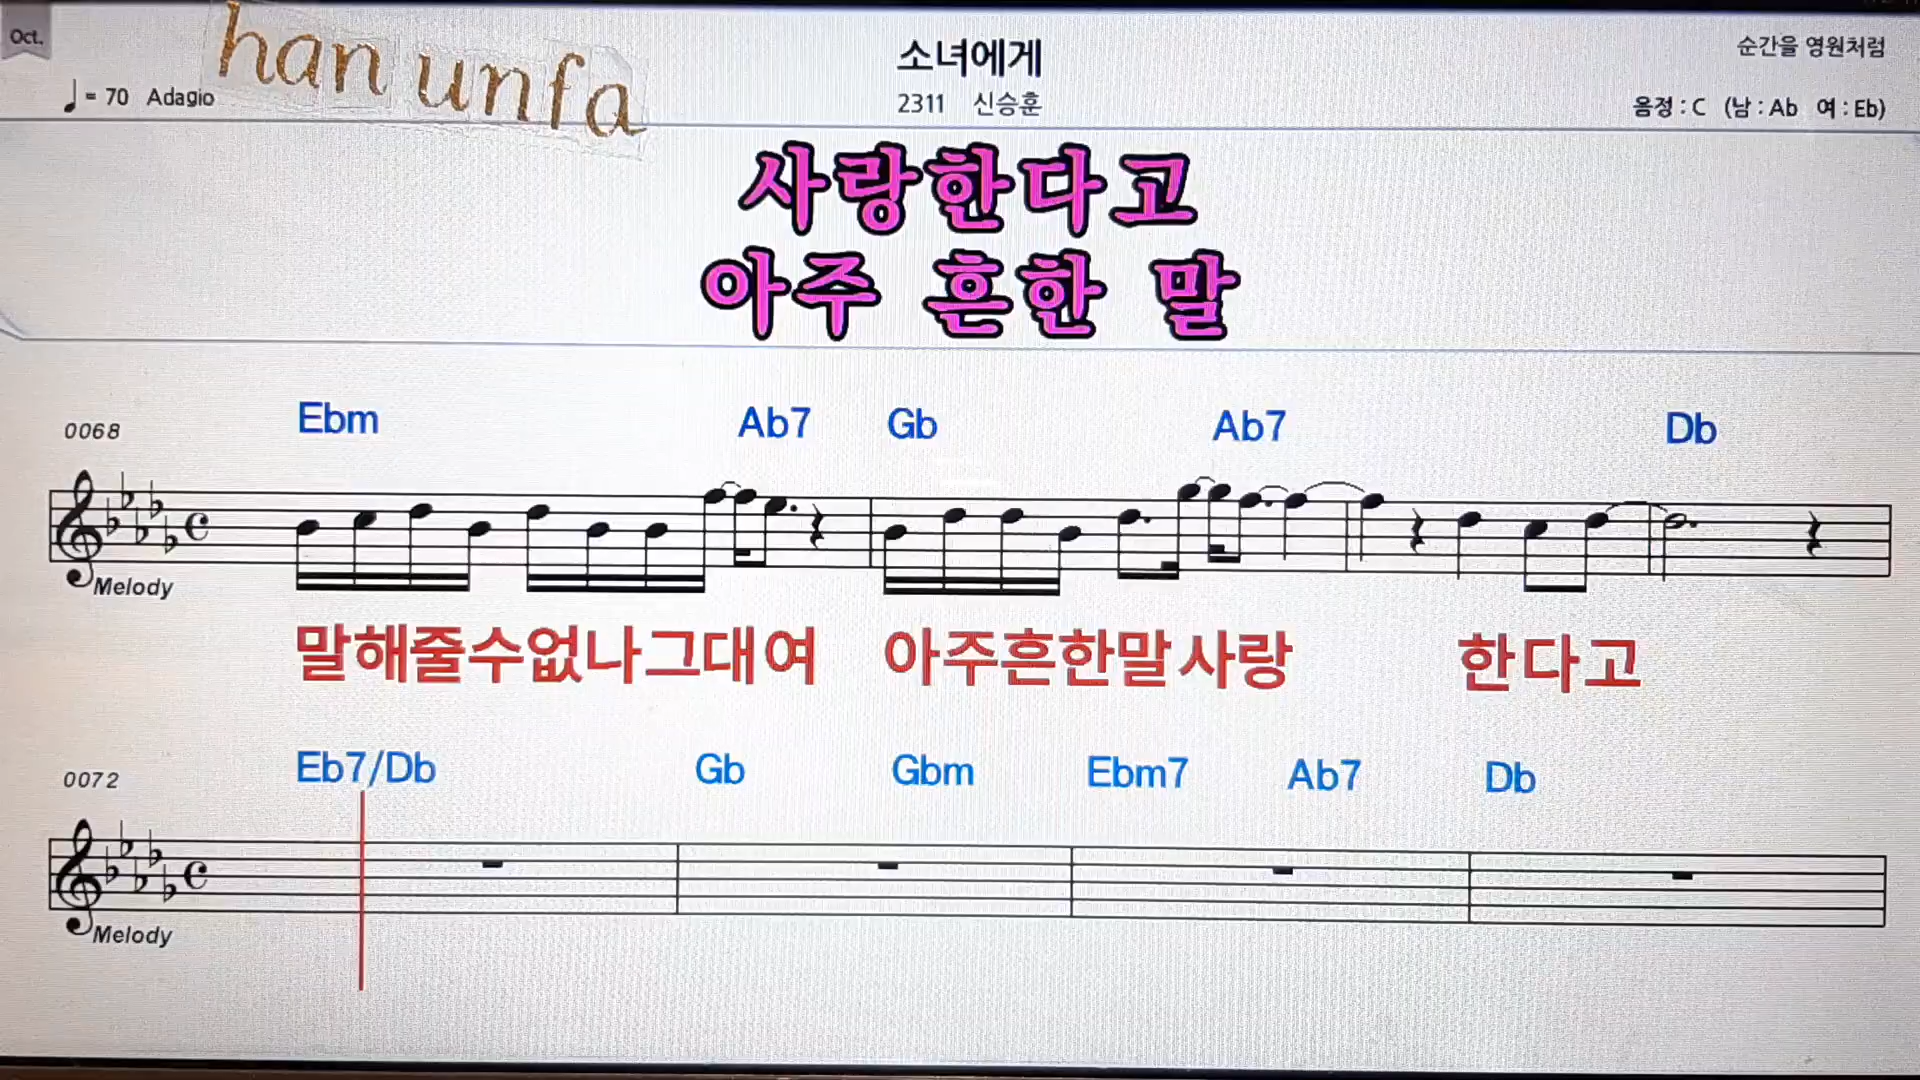 Oct.
han unfa
소녀에게
순간을 영원처럼
♩ = 70 Adagio
2311 신승훈
음정 : C (남 : Ab 여 : Eb)
사랑한다고
아주 흔한 말
Ebm Ab7 Gb Ab7 Db
0068
Melody
말해줄수없나그대여 아주흔한말사랑 한다고
Eb7/Db Gb Gbm Ebm7 Ab7 Db
0072
Melody